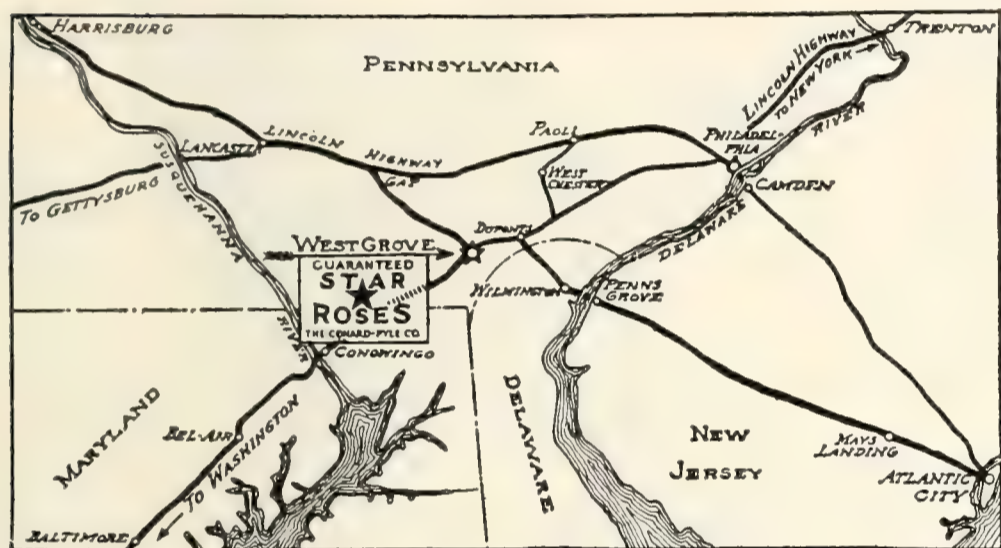 HARRISBURG
TRENTON
PENNSYLVANIA
LINCOLN HIGHWAY
TO NEW YORK
PAOLI
PHILADEL-
PHIA
RIVER
LANCASTER
LINCOLN
HIGHWAY
GAP
WEST
CHESTER
CAMDEN
TO GETTYSBURG
SUSQUEHANNA
RIVER
DUPONTS
DELAWARE
WEST GROVE
GUARANTEED
STAR
ROSES
THE CONARD-PYLE CO.
WILMINGTON
PENNS
GROVE
CONOWINGO
MARYLAND
BEL-AIR
TO WASHINGTON
BALTIMORE
DELAWARE
NEW
JERSEY
MAYS
LANDING
ATLANTIC
CITY